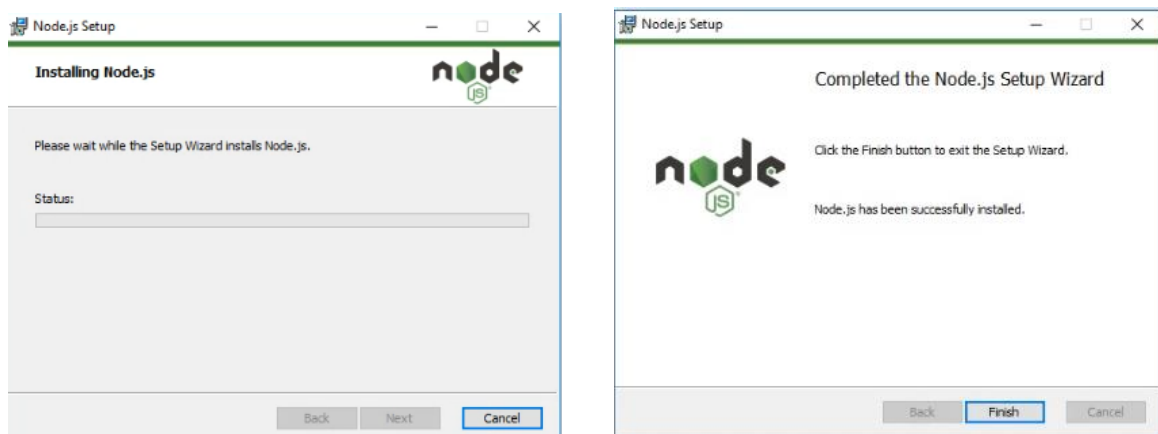 Node.js Setup
Installing Node.js
node
JS
Please wait while the Setup Wizard installs Node.js.
Status:
Back Next Cancel
Node.js Setup
Completed the Node.js Setup Wizard
node
JS
Click the Finish button to exit the Setup Wizard.
Node.js has been successfully installed.
Back Finish Cancel